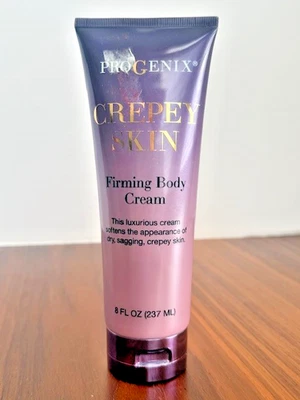 PROGENIX®
CREPEY
SKIN
Firming Body
Cream
This luxurious cream
softens the appearance of
dry, sagging, crepey skin.
8 FL OZ (237 ML)